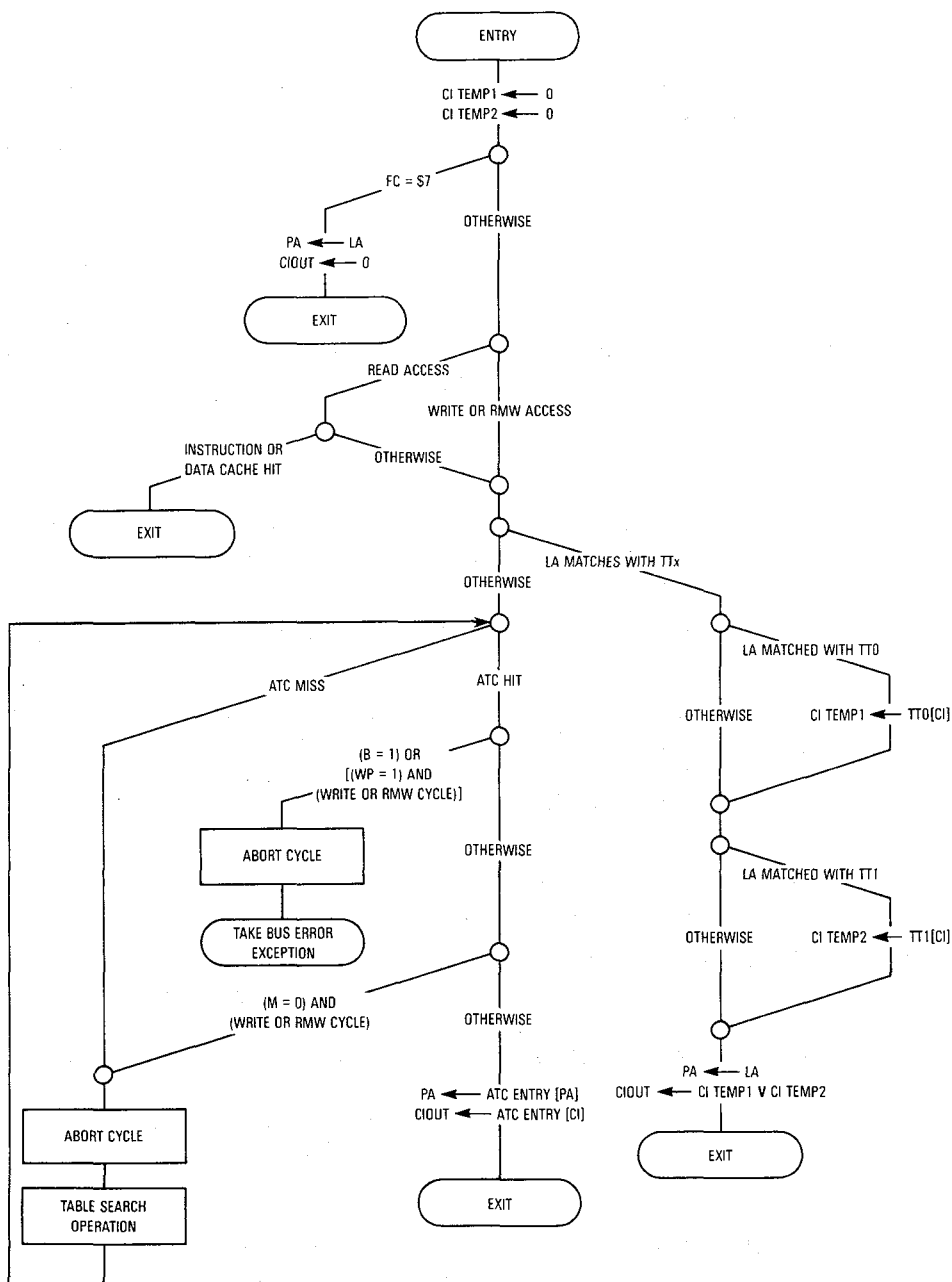 ENTRY
CI TEMP1 ← 0
CI TEMP2 ← 0
FC = $7
OTHERWISE
PA ← LA
CIOUT ← 0
EXIT
READ ACCESS
WRITE OR RMW ACCESS
INSTRUCTION OR
DATA CACHE HIT
OTHERWISE
EXIT
LA MATCHES WITH TTx
OTHERWISE
LA MATCHED WITH TT0
ATC MISS
ATC HIT
OTHERWISE
CI TEMP1 ← TT0[CI]
(B = 1) OR
[(WP = 1) AND
(WRITE OR RMW CYCLE)]
ABORT CYCLE
OTHERWISE
LA MATCHED WITH TT1
TAKE BUS ERROR
EXCEPTION
OTHERWISE
CI TEMP2 ← TT1[CI]
(M = 0) AND
(WRITE OR RMW CYCLE)
OTHERWISE
PA ← LA
CIOUT ← CI TEMP1 V CI TEMP2
PA ← ATC ENTRY [PA]
CIOUT ← ATC ENTRY [CI]
ABORT CYCLE
EXIT
TABLE SEARCH
OPERATION
EXIT